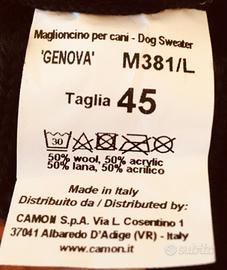 Maglioncino per cani - Dog Sweater
'GENOVA' M381/L
Taglia 45
30
50% wool, 50% acrylic
50% lana, 50% acrilico
Made in Italy
Distribuito da / Distributed by:
CAMON S.p.A. Via L. Cosentino 1
37041 Albaredo D'Adige (VR) - Italy
www.camon.it
subito